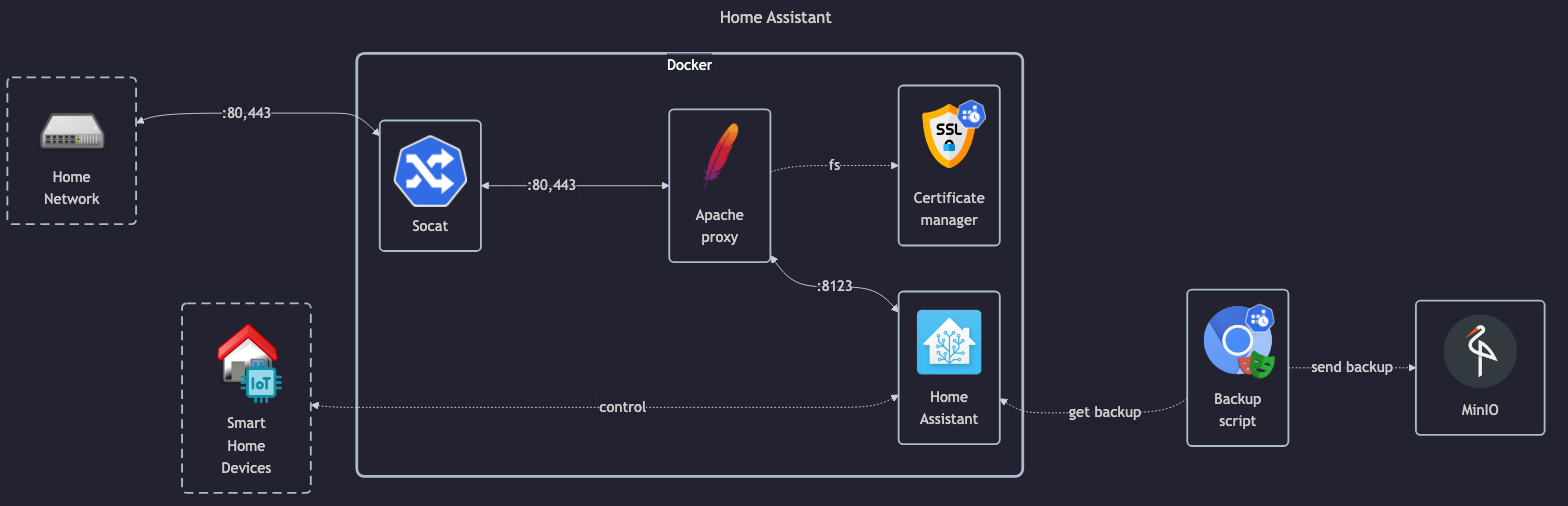 Home Assistant
Docker
Home
Network
:80,443
Socat
:80,443
Apache
proxy
fs
SSL
Certificate
manager
:8123
Home
Assistant
IoT
Smart
Home
Devices
control
get backup
Backup
script
send backup
MinIO